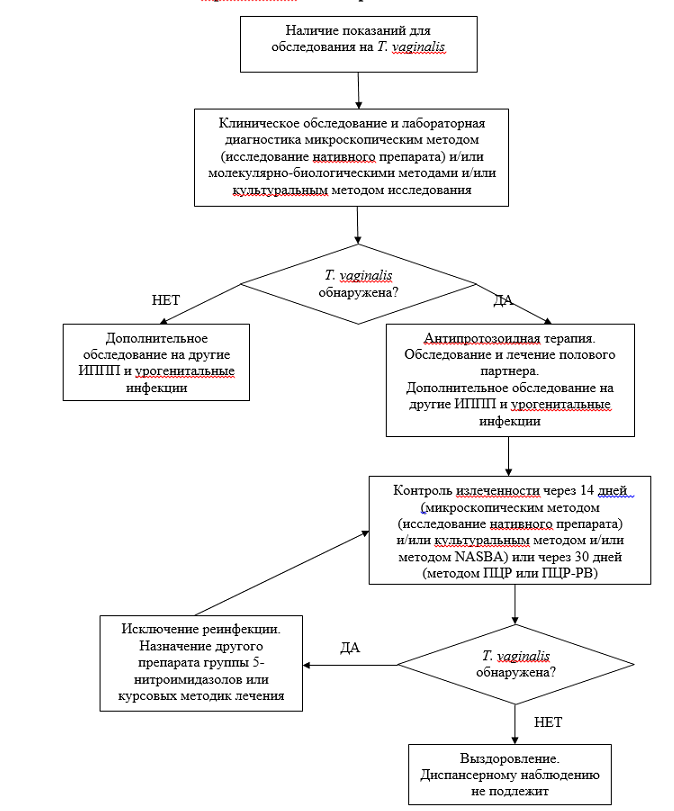 Наличие показаний для
обследования на T. vaginalis
Клиническое обследование и лабораторная
диагностика микроскопическим методом
(исследование нативного препарата) и/или
молекулярно-биологическими методами и/или
культуральным методом исследования
T. vaginalis
обнаружена?
НЕТ
ДА
Дополнительное
обследование на другие
ИППП и урогенитальные
инфекции
Антипротозоидная терапия.
Обследование и лечение полового
партнера.
Дополнительное обследование на
другие ИППП и урогенитальные
инфекции
Контроль излеченности через 14 дней
(микроскопическим методом
(исследование нативного препарата)
и/или культуральным методом и/или
методом NASBA) или через 30 дней
(методом ПЦР или ПЦР-РВ)
Исключение реинфекции.
Назначение другого
препарата группы 5-
нитроимидазолов или
курсовых методик лечения
ДА
T. vaginalis
обнаружена?
НЕТ
Выздоровление.
Диспансерному наблюдению
не подлежит